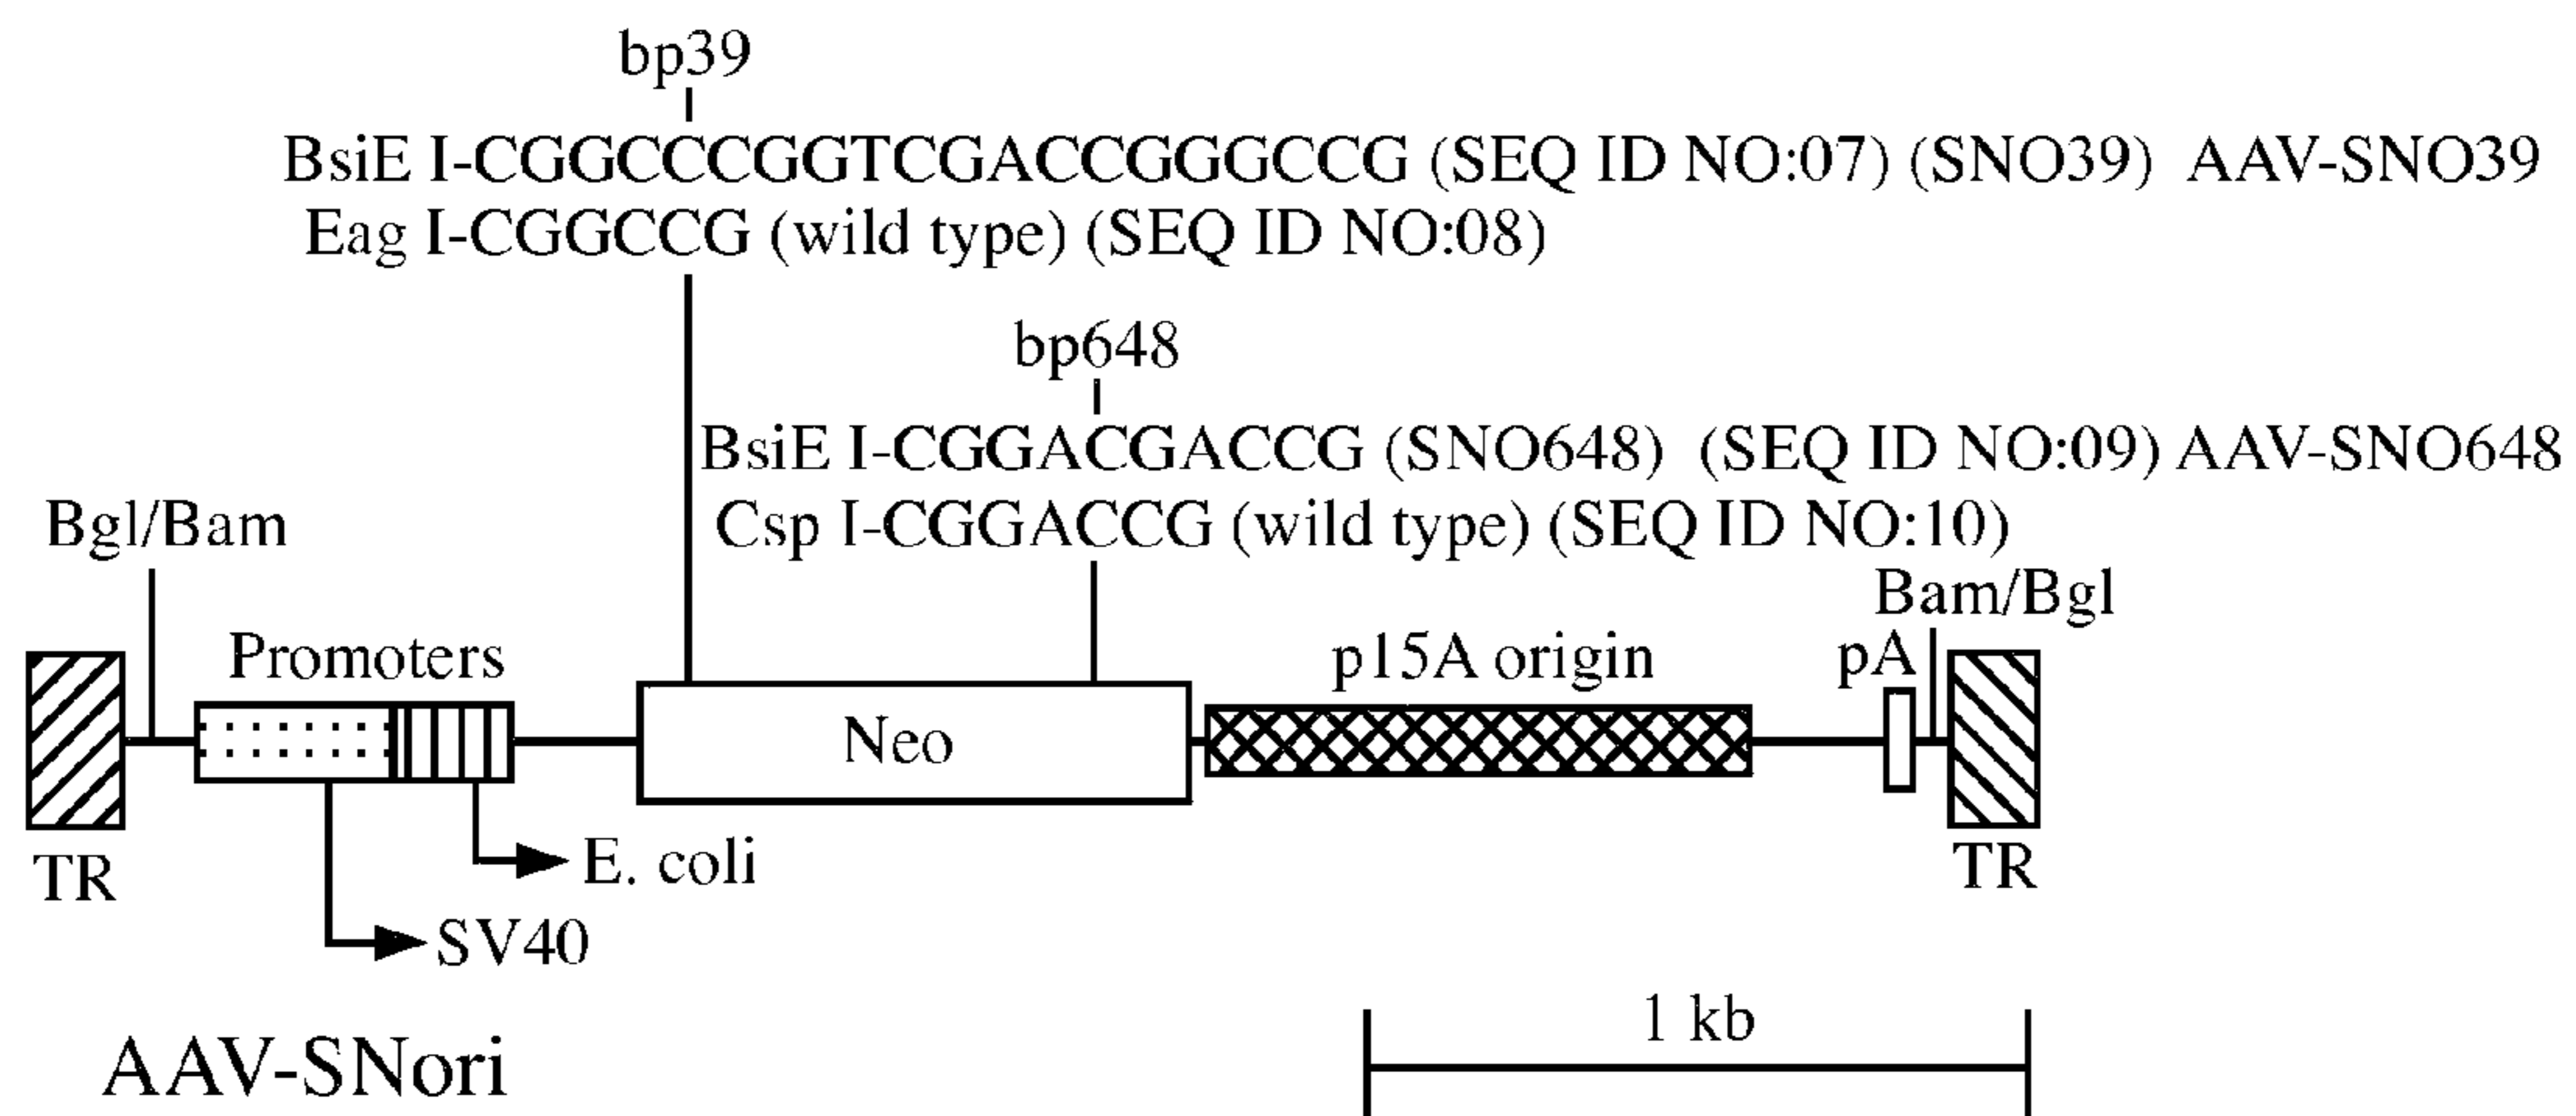 bp39
BsiE I-CGGCCCGGTCGACCGGGCCG (SEQ ID NO:07) (SNO39) AAV-SNO39
Eag I-CGGCCG (wild type) (SEQ ID NO:08)
bp648
BsiE I-CGGACGACCG (SNO648) (SEQ ID NO:09) AAV-SNO648
Csp I-CGGACCG (wild type) (SEQ ID NO:10)
Bgl/Bam
Bam/Bgl
Promoters
p15A origin
pA
Neo
TR
E. coli
TR
SV40
1 kb
AAV-SNori